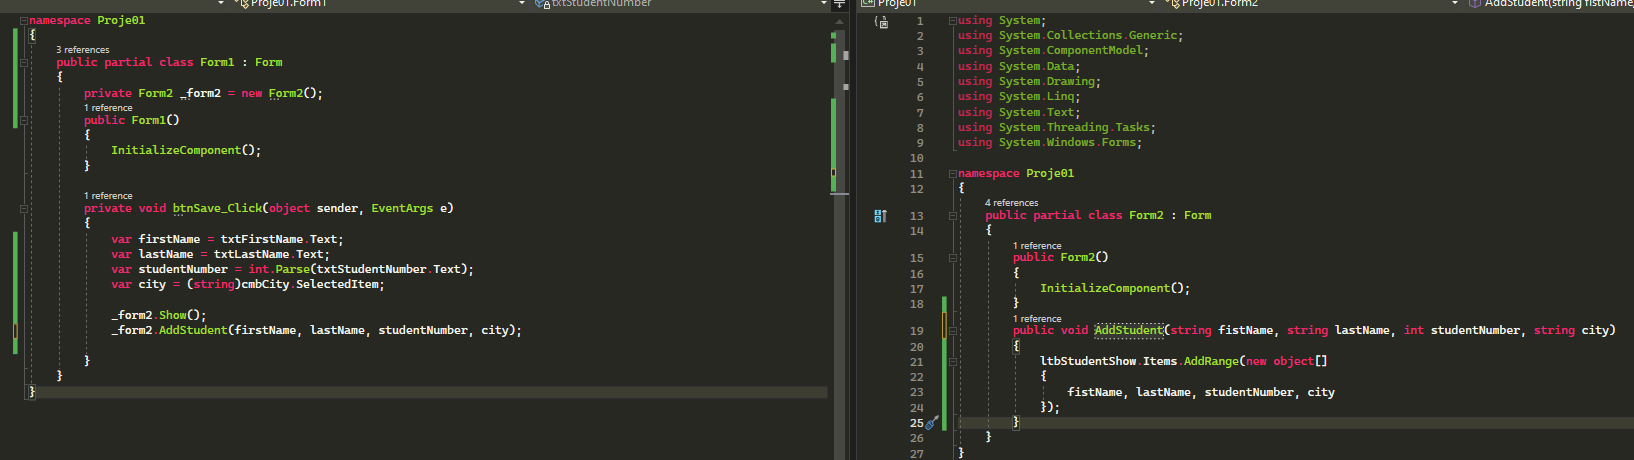 Proje01.Form1
txtStudentNumber
namespace Proje01
{
3 references
public partial class Form1 : Form
{
private Form2 _form2 = new Form2();
1 reference
public Form1()
{
InitializeComponent();
}
1 reference
private void btnSave_Click(object sender, EventArgs e)
{
var firstName = txtFirstName.Text;
var lastName = txtLastName.Text;
var studentNumber = int.Parse(txtStudentNumber.Text);
var city = (string)cmbCity.SelectedItem;
_form2.Show();
_form2.AddStudent(firstName, lastName, studentNumber, city);
}
}
}
Proje01
Proje01.Form2
AddStudent(string fistName,
1 using System;
2 using System.Collections.Generic;
3 using System.ComponentModel;
4 using System.Data;
5 using System.Drawing;
6 using System.Linq;
7 using System.Text;
8 using System.Threading.Tasks;
9 using System.Windows.Forms;
10
11 namespace Proje01
12 {
4 references
13 public partial class Form2 : Form
14 {
1 reference
15 public Form2()
16 {
17 InitializeComponent();
18 }
1 reference
19 public void AddStudent(string fistName, string lastName, int studentNumber, string city)
20 {
21 ltbStudentShow.Items.AddRange(new object[]
22 {
23 fistName, lastName, studentNumber, city
24 });
25 }
26 }
27 }